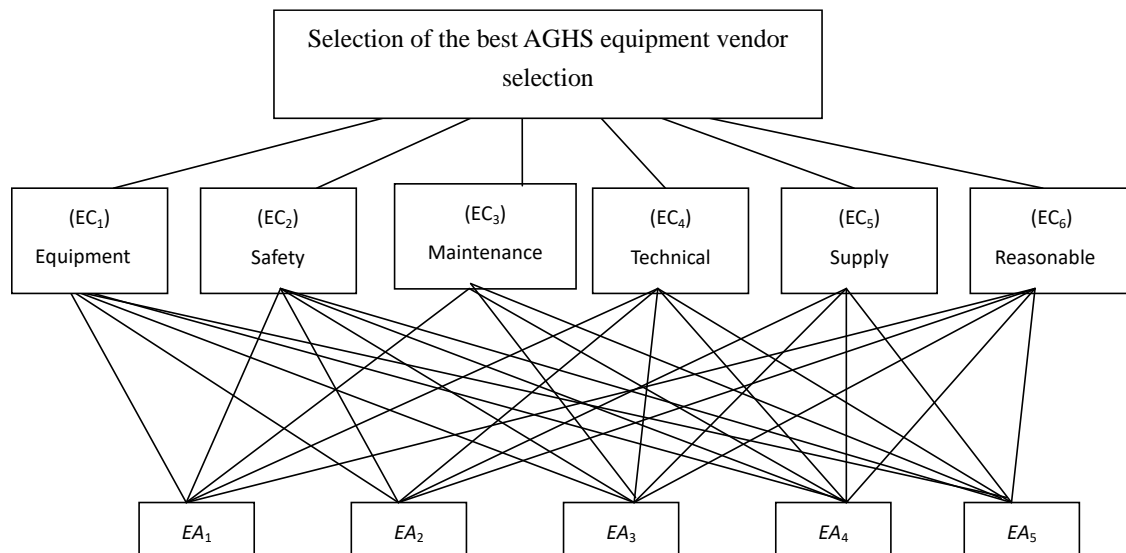 Selection of the best AGHS equipment vendor
selection
(EC₁)
Equipment
(EC₂)
Safety
(EC₃)
Maintenance
(EC₄)
Technical
(EC₅)
Supply
(EC₆)
Reasonable
EA₁
EA₂
EA₃
EA₄
EA₅